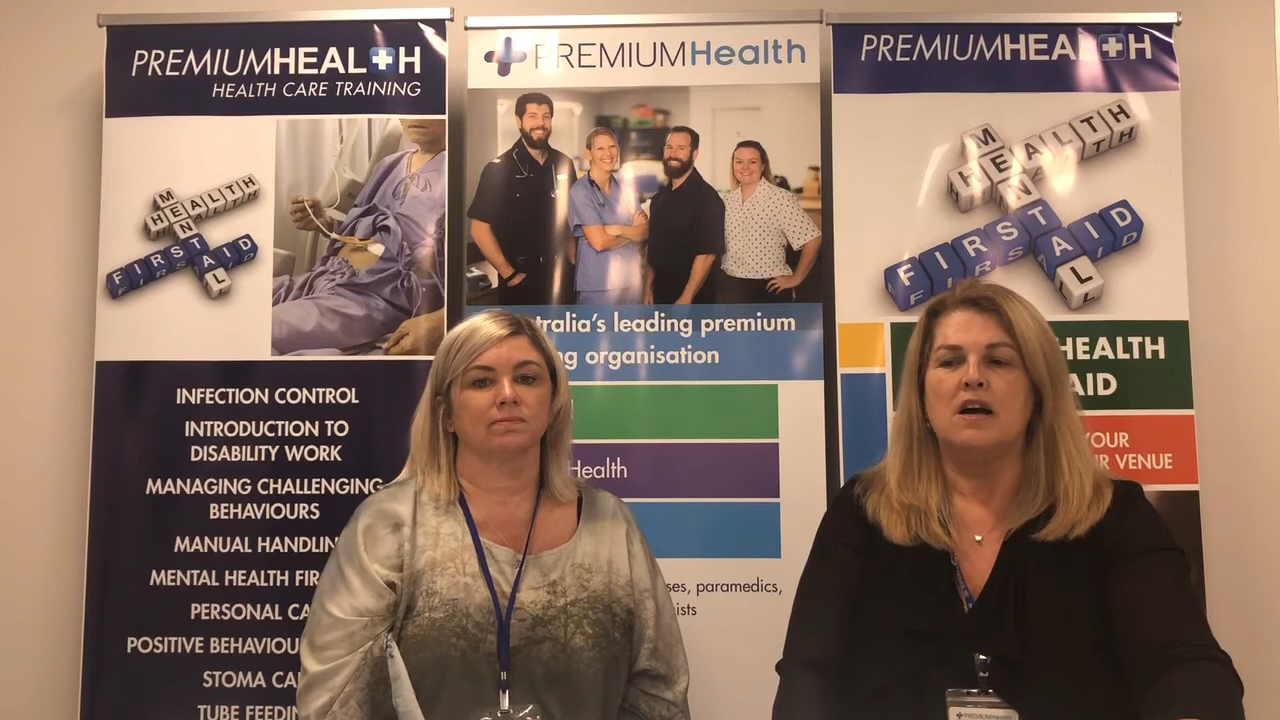 PREMIUMHEALTH
HEALTH CARE TRAINING
MENTAL
HEALTH
FIRST AID
INFECTION CONTROL
INTRODUCTION TO
DISABILITY WORK
MANAGING CHALLENGING
BEHAVIOURS
MANUAL HANDLIN
MENTAL HEALTH FIR
PERSONAL CA
POSITIVE BEHAVIOU
STOMA CA
TUBE FEEDIN
PREMIUMHealth
tralia's leading premium
ng organisation
Health
ses, paramedics,
ists
PREMIUMHEALTH
MENTAL
HEALTH
FIRST AID
HEALTH
AID
YOUR
R VENUE
PREMIUMHealth